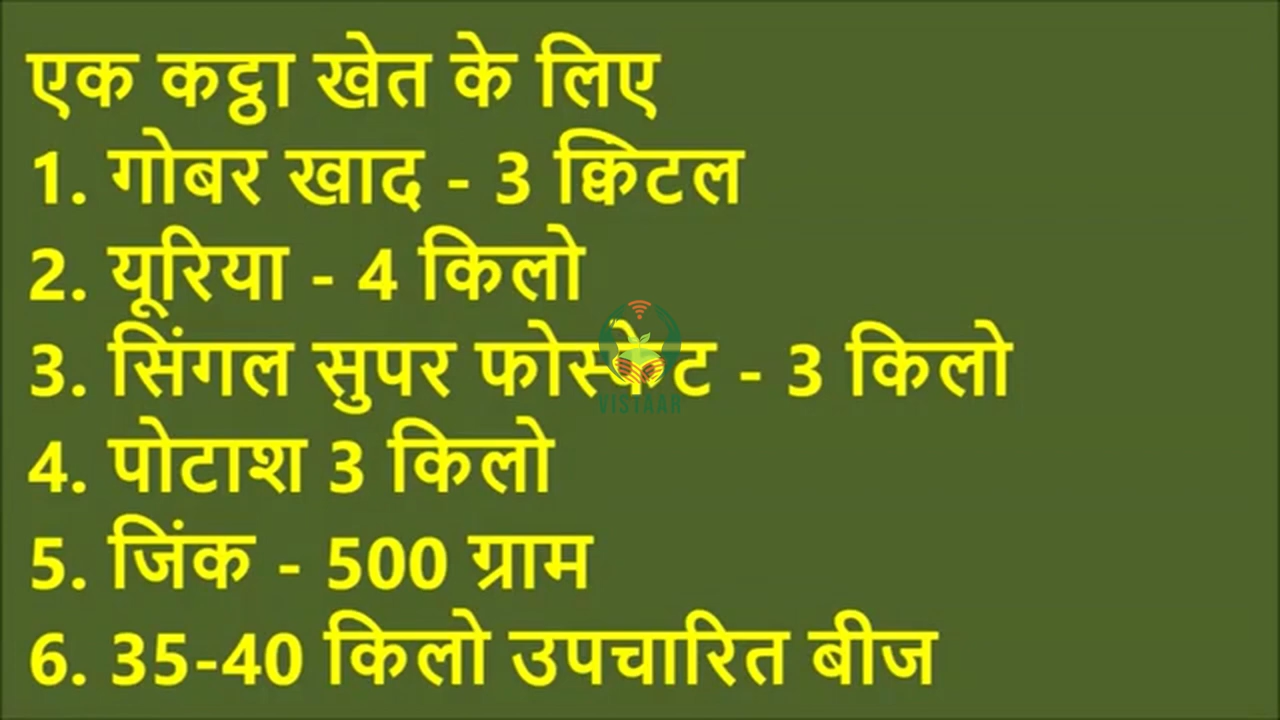 एक कट्ठा खेत के लिए
1. गोबर खाद - 3 क्विंटल
2. यूरिया - 4 किलो
3. सिंगल सुपर फोस्फेट - 3 किलो
VISTAAR
4. पोटाश 3 किलो
5. जिंक - 500 ग्राम
6. 35-40 किलो उपचारित बीज